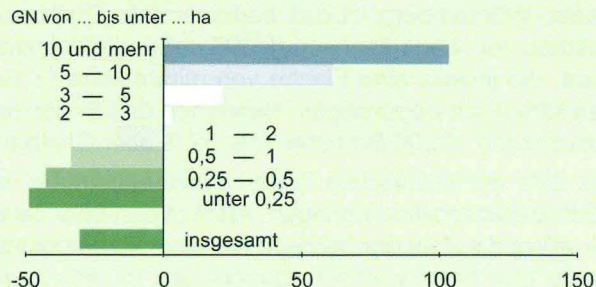 GN von ... bis unter ... ha
10 und mehr
5 — 10
3 — 5
2 — 3
1 — 2
0,5 — 1
0,25 — 0,5
unter 0,25
insgesamt
-50 0 50 100 150